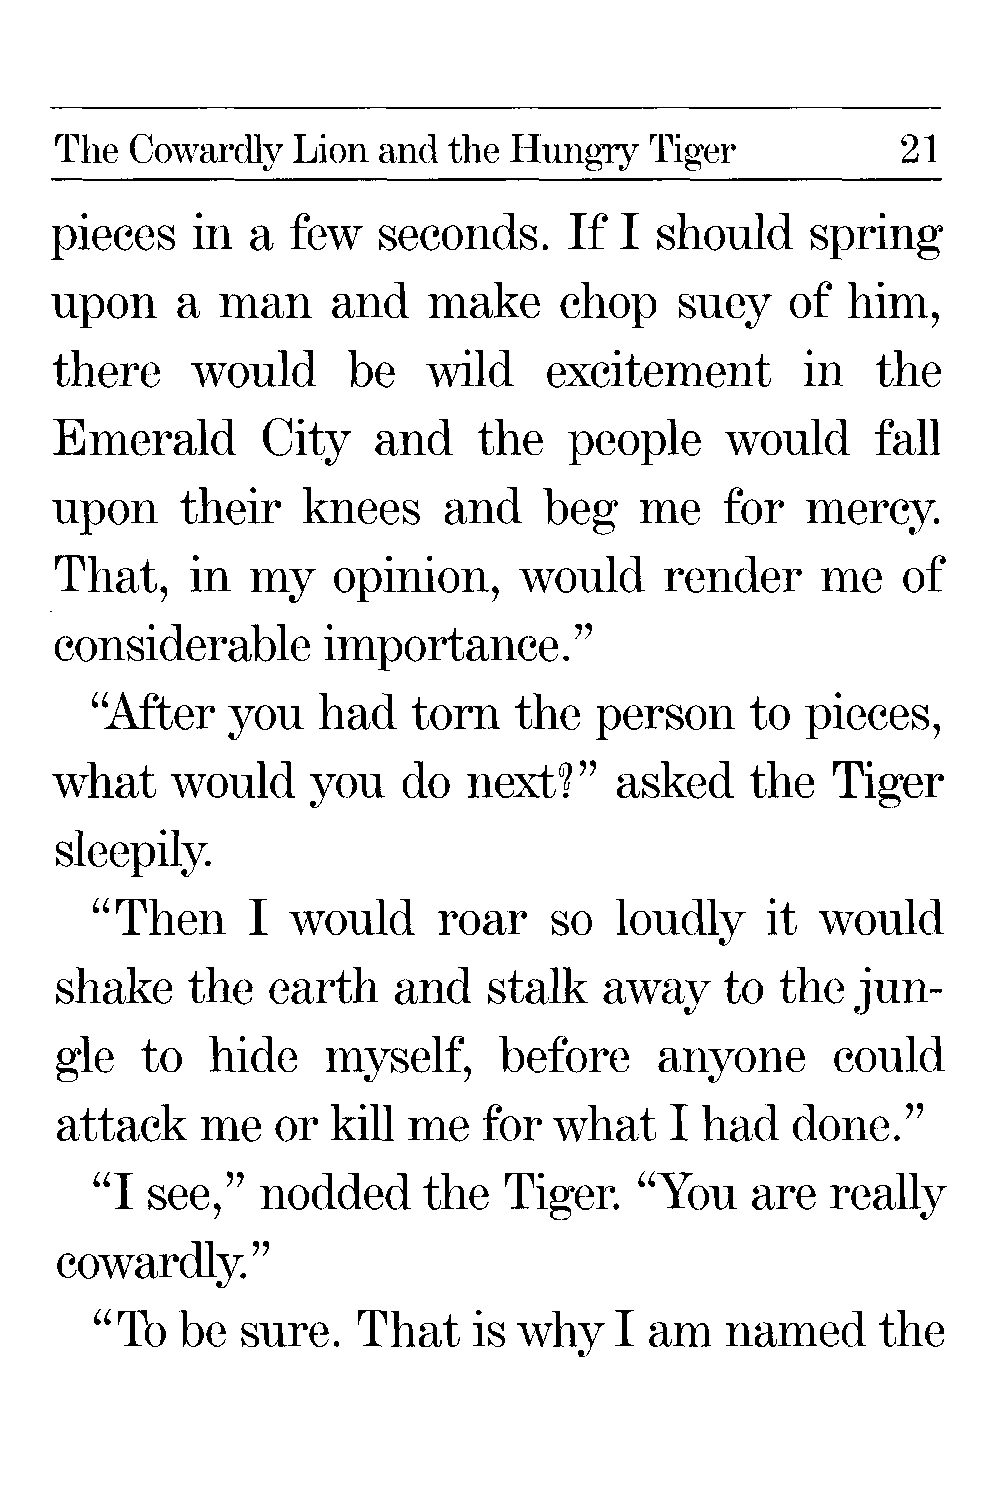 The Cowardly Lion and the Hungry Tiger 21
pieces in a few seconds. If I should spring
upon a man and make chop suey of him,
there would be wild excitement in the
Emerald City and the people would fall
upon their knees and beg me for mercy.
That, in my opinion, would render me of
considerable importance.”
“After you had torn the person to pieces,
what would you do next?” asked the Tiger
sleepily.
“Then I would roar so loudly it would
shake the earth and stalk away to the jun-
gle to hide myself, before anyone could
attack me or kill me for what I had done.”
“I see,” nodded the Tiger. “You are really
cowardly.”
“To be sure. That is why I am named the